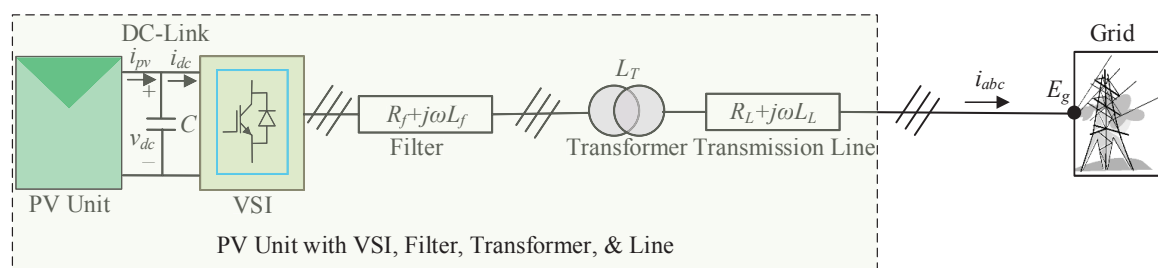 DC-Link
Grid
i_pv
i_dc
L_T
i_abc
E_g
+
C
v_dc
−
R_f+jωL_f
R_L+jωL_L
Filter
Transformer
Transmission Line
PV Unit
VSI
PV Unit with VSI, Filter, Transformer, & Line